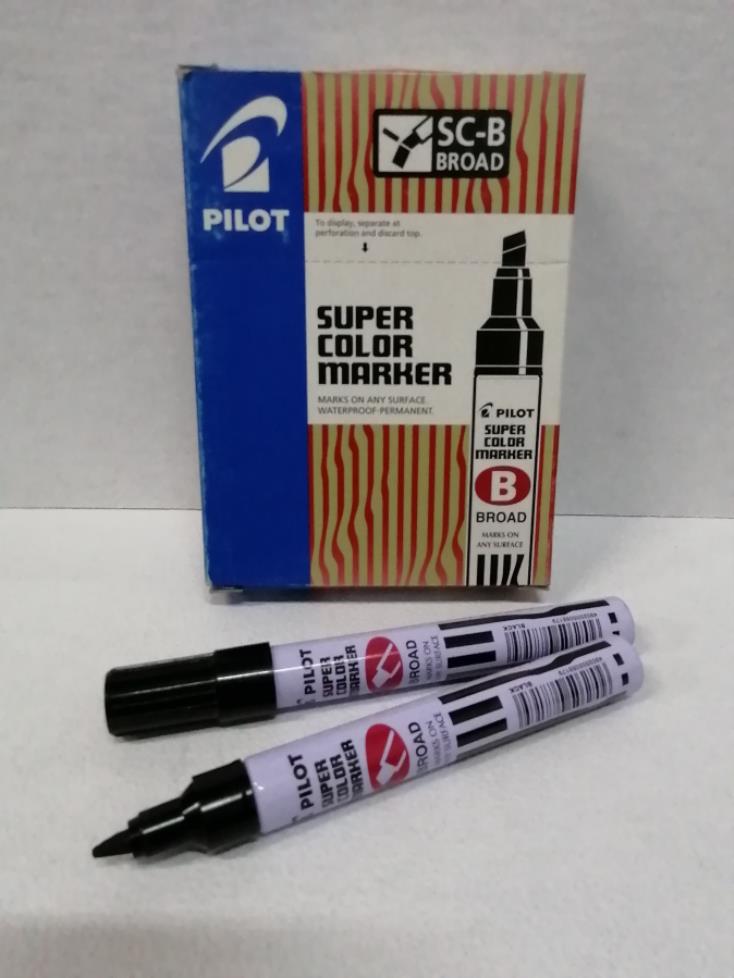 SC-B
BROAD
PILOT
To display, separate at
perforation and discard top.
SUPER
COLOR
MARKER
MARKS ON ANY SURFACE
WATERPROOF·PERMANENT.
PILOT
SUPER
COLOR
MARKER
B
BROAD
MARKS ON
ANY SURFACE
PILOT
SUPER
COLOR
MARKER
BROAD
MARKS ON
SURFACE
BLACK
PILOT
SUPER
COLOR
MARKER
BROAD
MARKS ON
SURFACE
BLACK